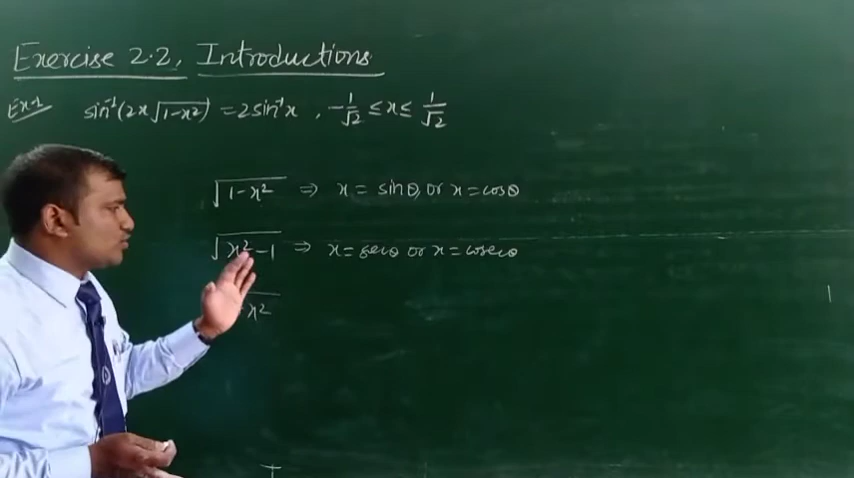 Exercise 2.2, Introductions
Ex-1 sin⁻¹(2x√1-x²) = 2sin⁻¹x , -1/√2 ≤ x ≤ 1/√2
√1-x² ⇒ x = sinθ, or x = cosθ
√x²-1 ⇒ x = secθ or x = cosecθ
x²